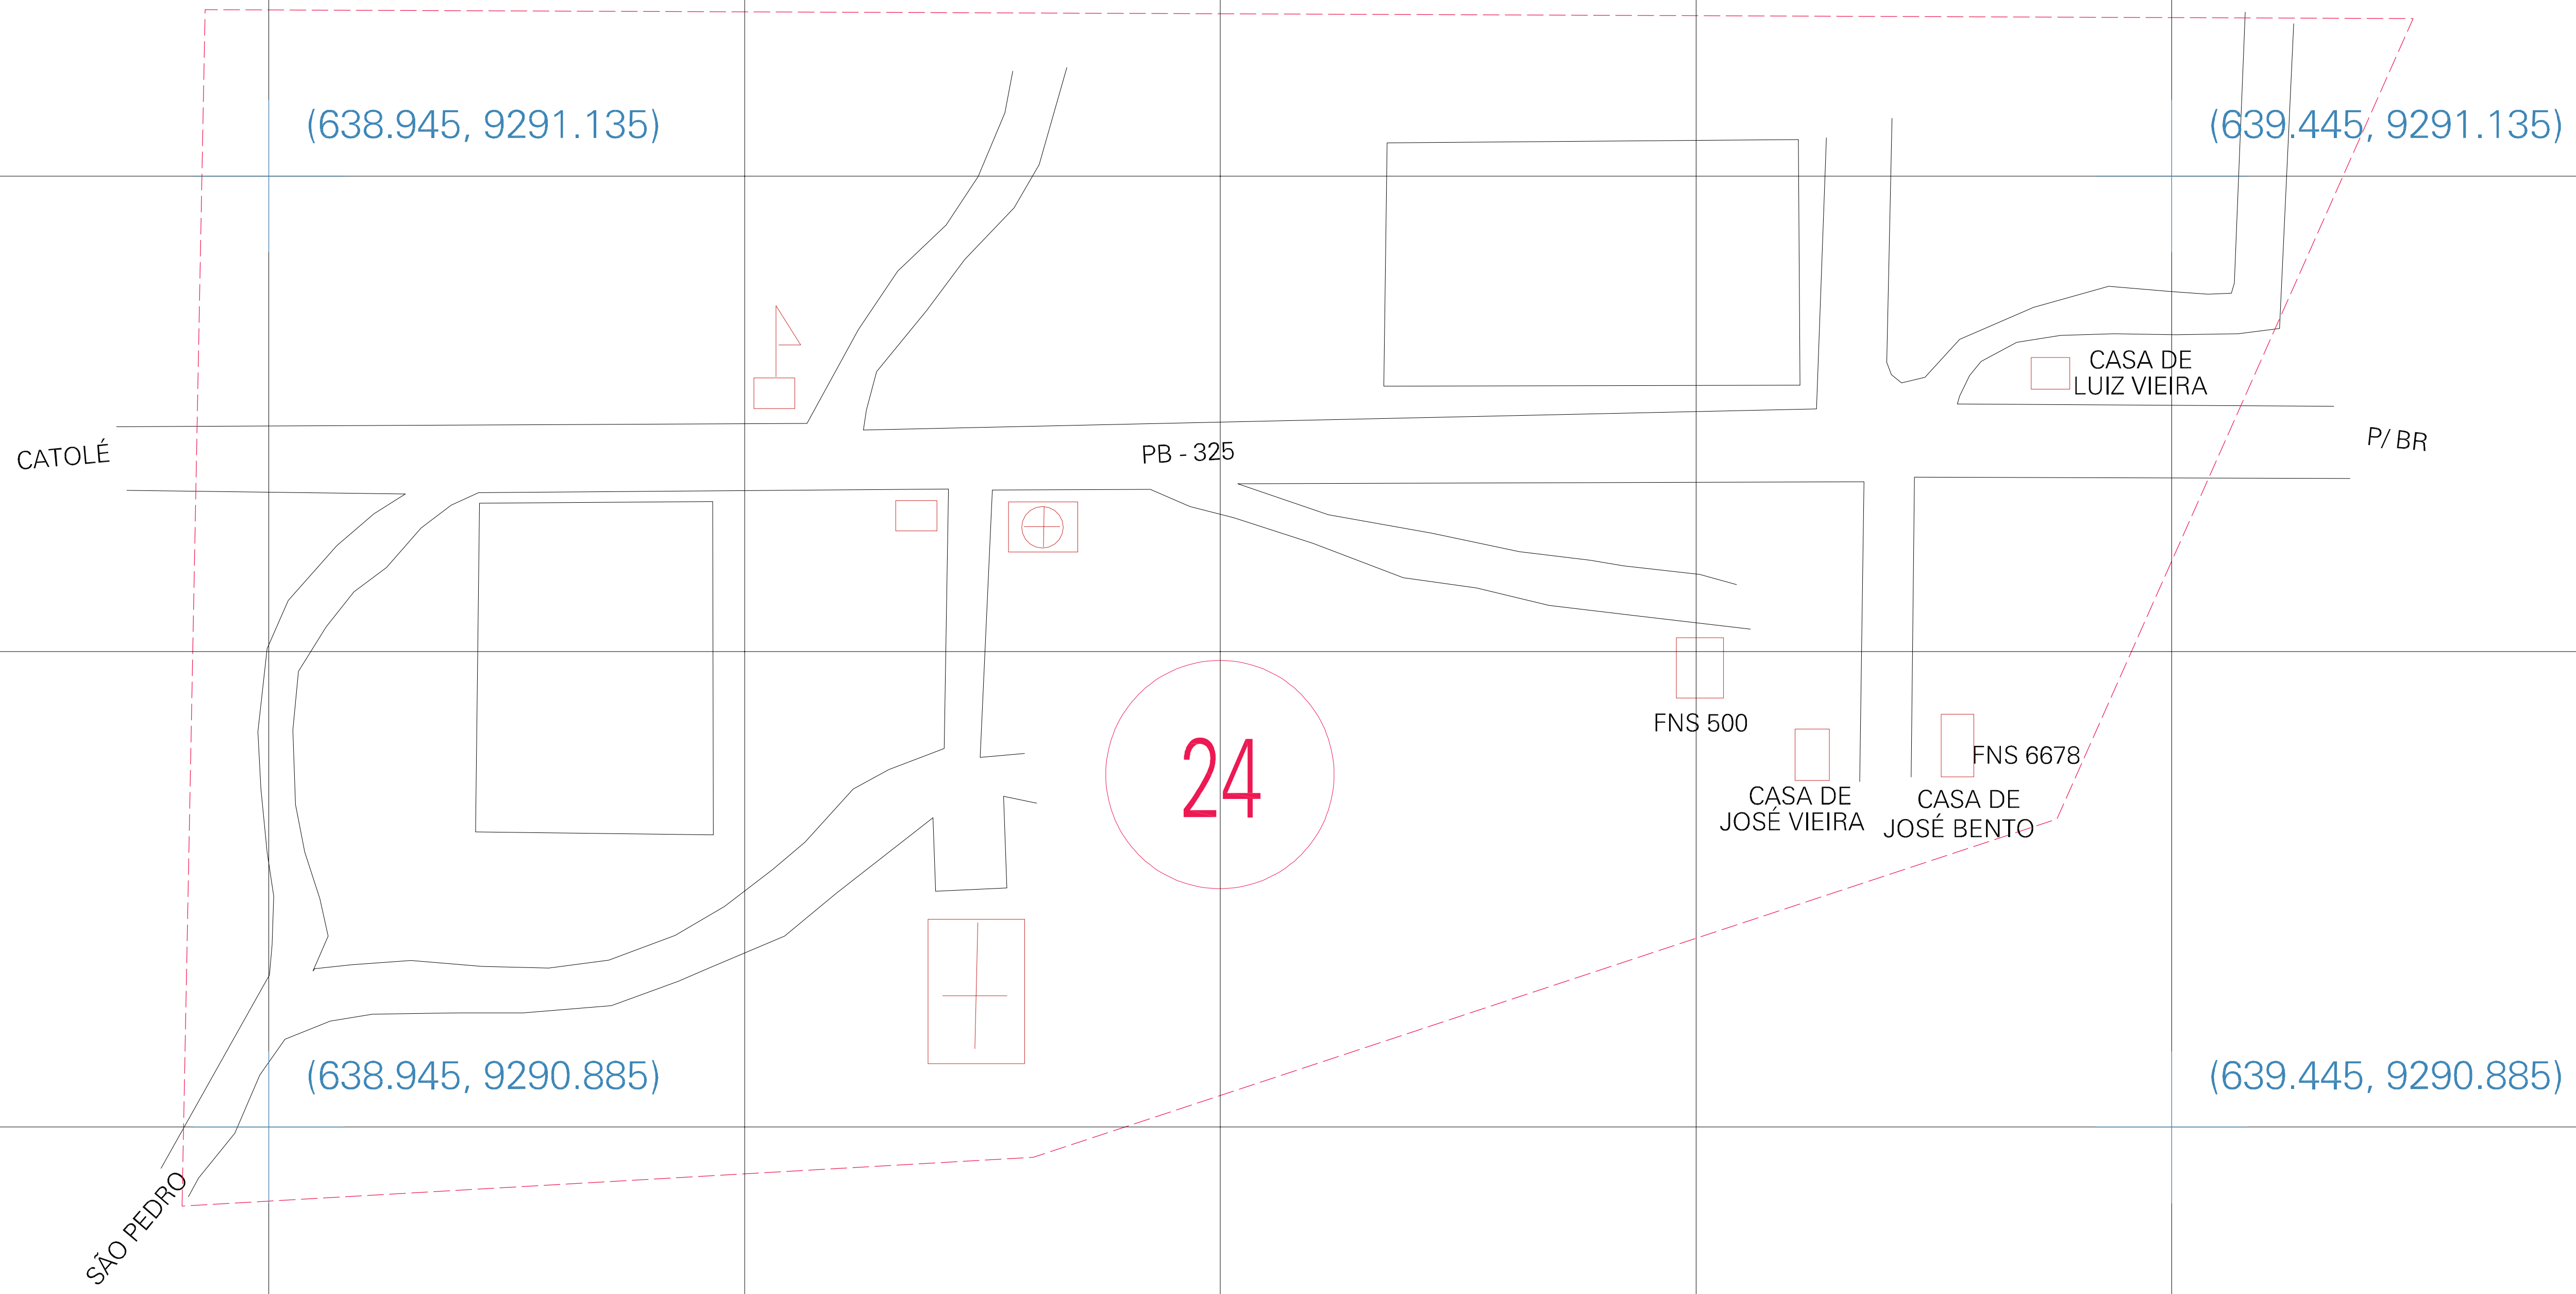 (638.945, 9291.135)
(639.445, 9291.135)
CASA DE
LUIZ VIEIRA
CATOLÉ
PB - 325
P/ BR
FNS 500
24
FNS 6678
CASA DE
JOSÉ VIEIRA
CASA DE
JOSÉ BENTO
(638.945, 9290.885)
(639.445, 9290.885)
SÃO PEDRO